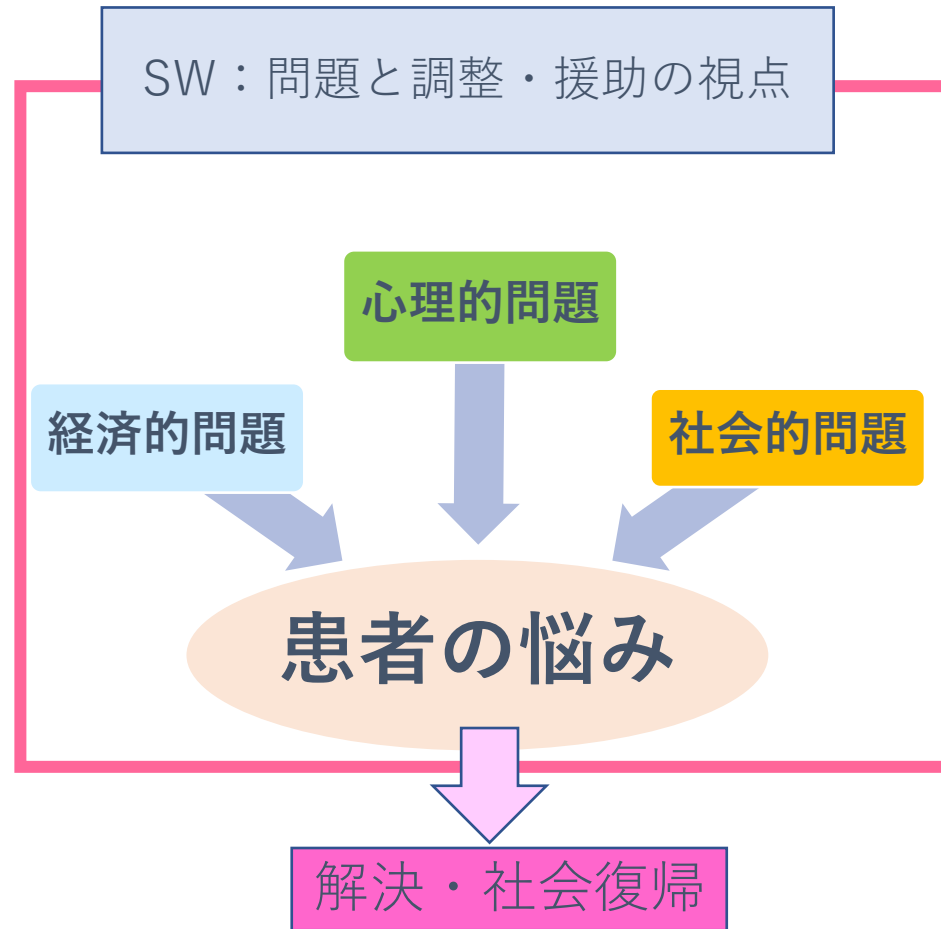 SW：問題と調整・援助の視点
心理的問題
経済的問題
社会的問題
患者の悩み
解決・社会復帰